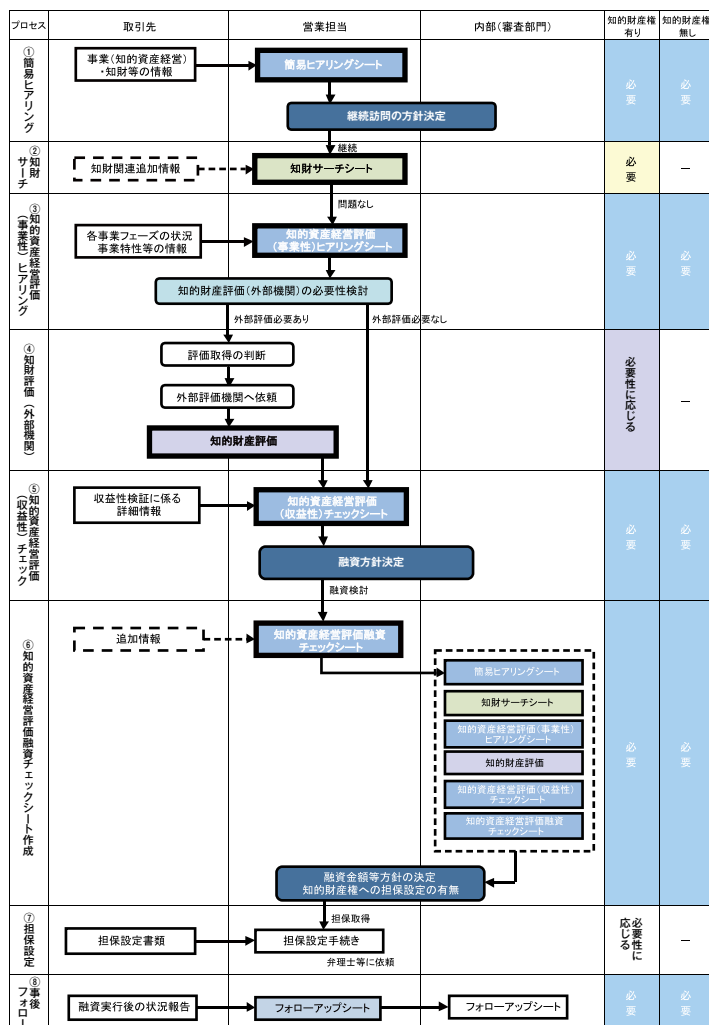 プロセス
取引先
営業担当
内部（審査部門）
知的財産権
有り
知的財産権
無し
①簡易ヒアリング
事業（知的資産経営）
・知財等の情報
簡易ヒアリングシート
継続訪問の方針決定
必要
必要
継続
②知財
サーチ
知財関連追加情報
知財サーチシート
必要
―
問題なし
③知的資産経営評価
（事業性）ヒアリング
各事業フェーズの状況
事業特性等の情報
知的資産経営評価
（事業性）ヒアリングシート
知的財産評価（外部機関）の必要性検討
必要
必要
外部評価必要あり
外部評価必要なし
④知財評価（外部機関）
評価取得の判断
外部評価機関へ依頼
知的財産評価
必要性に応じる
―
⑤知的資産経営評価
（収益性）チェック
収益性検証に係る
詳細情報
知的資産経営評価
（収益性）チェックシート
融資方針決定
必要
必要
融資検討
⑥知的資産経営評価融資チェックシート作成
追加情報
知的資産経営評価融資
チェックシート
簡易ヒアリングシート
知財サーチシート
知的資産経営評価（事業性）
ヒアリングシート
知的財産評価
知的資産経営評価（収益性）
チェックシート
知的資産経営評価融資
チェックシート
必要
必要
融資金額等方針の決定
知的財産権への担保設定の有無
担保取得
⑦担保設定
担保設定書類
担保設定手続き
弁理士等に依頼
必要性に
応じる
―
⑧事後
フォロー
融資実行後の状況報告
フォローアップシート
フォローアップシート
必要
必要